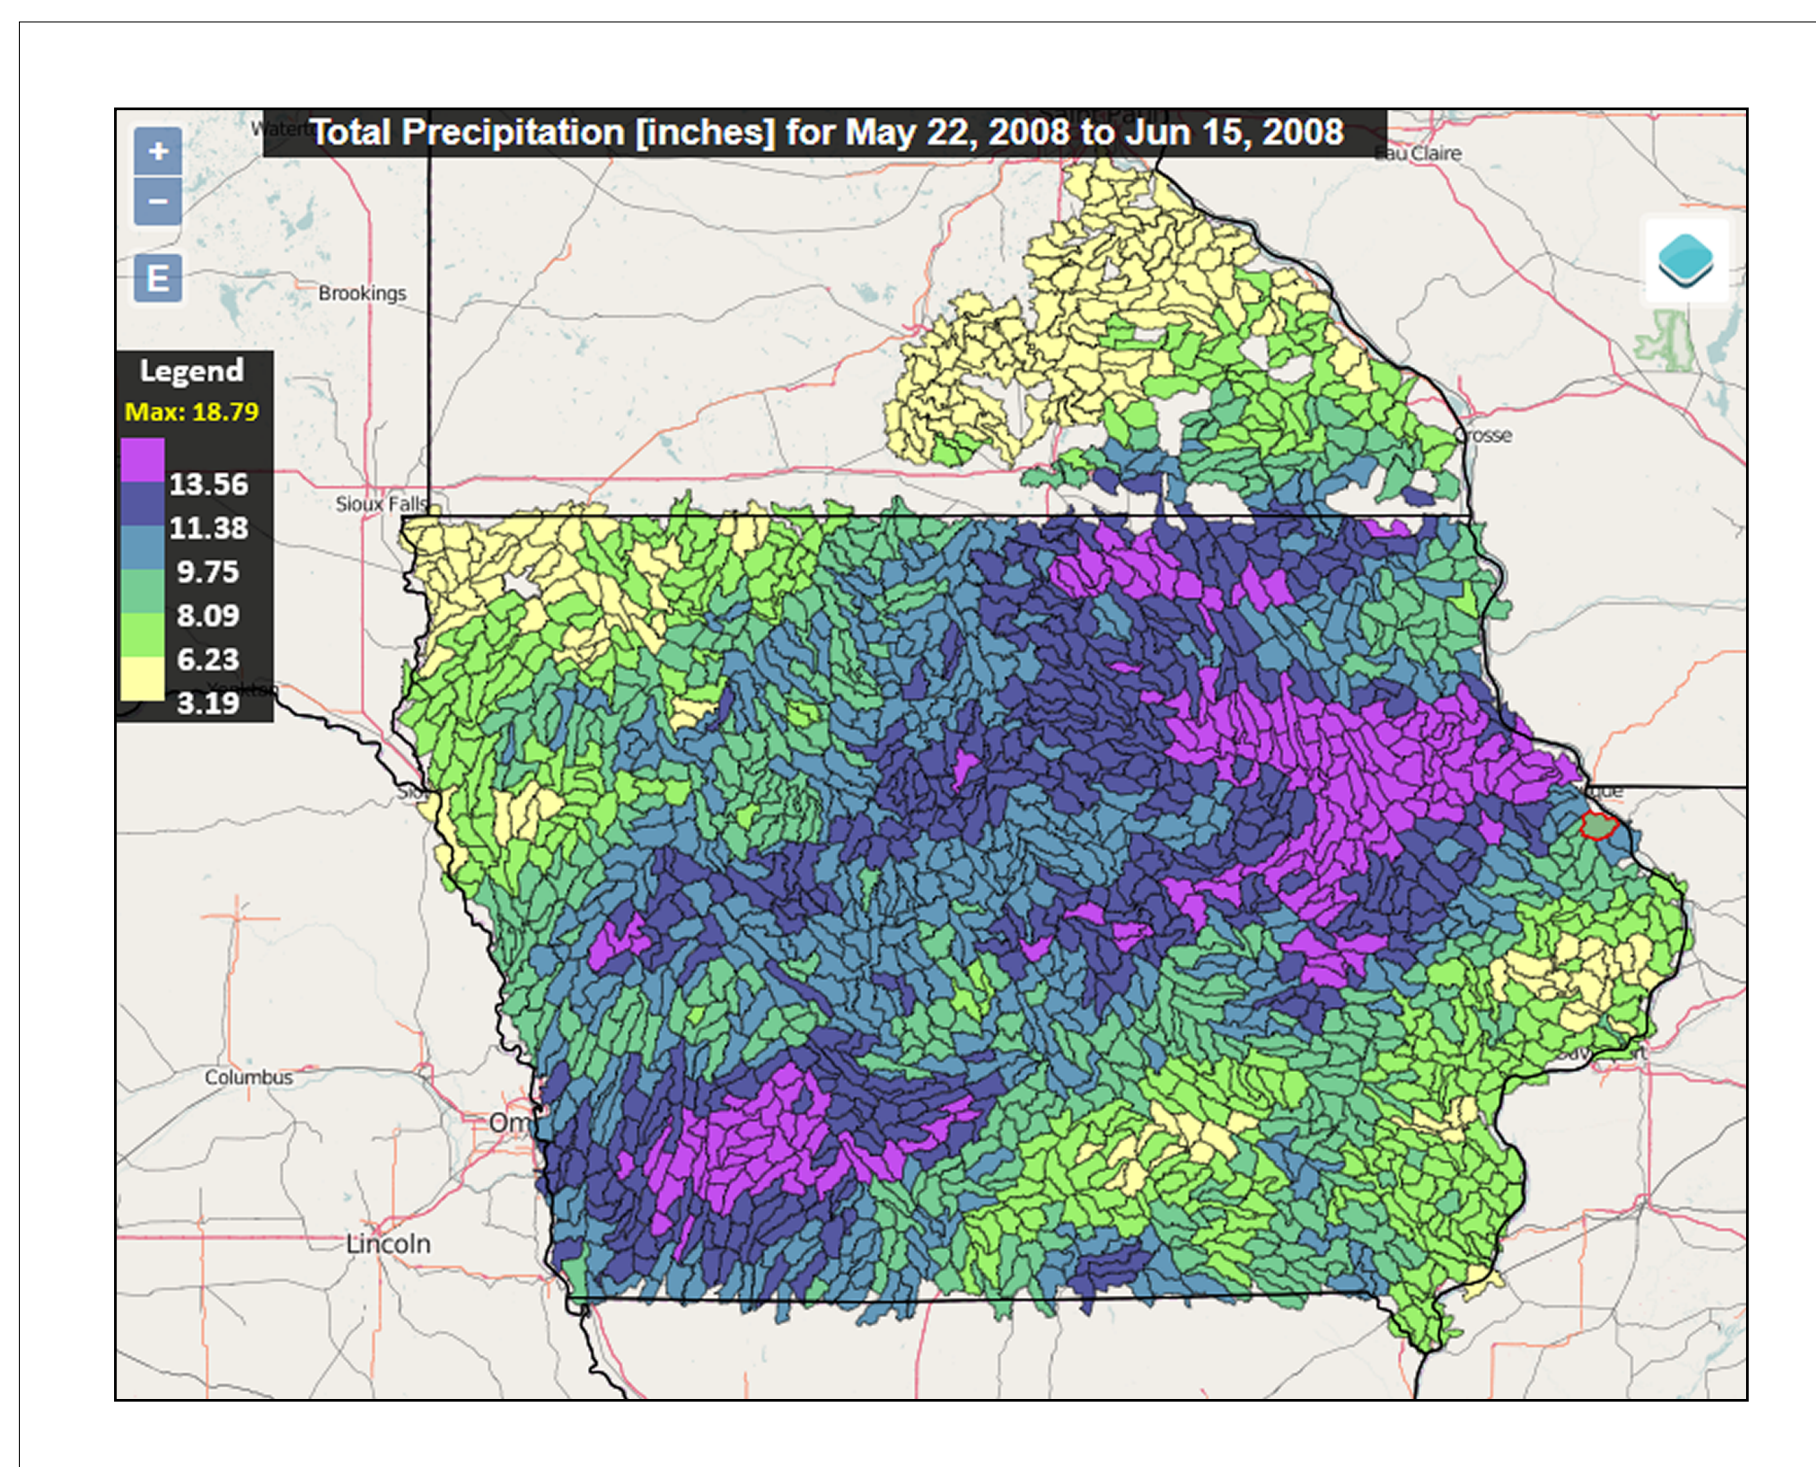 Total Precipitation [inches] for May 22, 2008 to Jun 15, 2008
Eau Claire
+
−
E
Brookings
Legend
Max: 18.79
13.56
11.38
9.75
8.09
6.23
3.19
Sioux Falls
Columbus
Lincoln